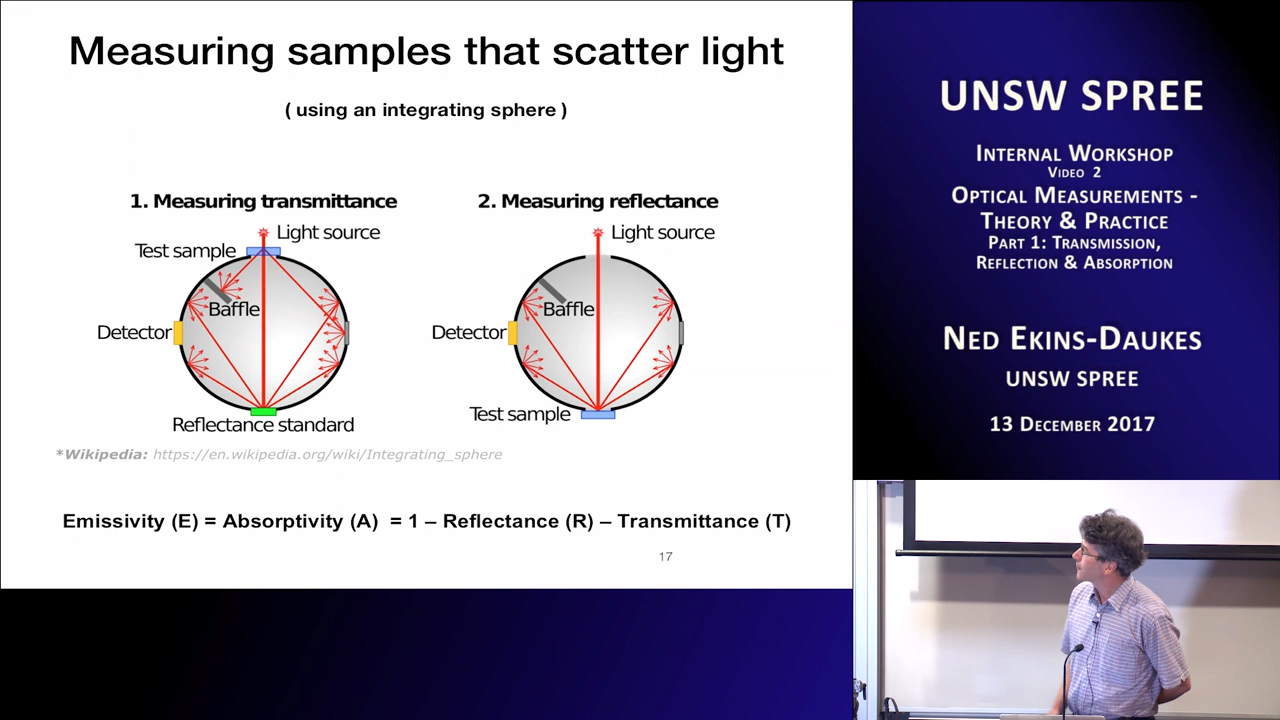 Measuring samples that scatter light
( using an integrating sphere )
1. Measuring transmittance
Light source
Test sample
Baffle
Detector
Reflectance standard
2. Measuring reflectance
Light source
Baffle
Detector
Test sample
*Wikipedia: https://en.wikipedia.org/wiki/Integrating_sphere
Emissivity (E) = Absorptivity (A) = 1 – Reflectance (R) – Transmittance (T)
17
UNSW SPREE
Internal Workshop
Video 2
Optical Measurements -
Theory & Practice
Part 1: Transmission,
Reflection & Absorption
Ned Ekins-Daukes
UNSW SPREE
13 December 2017